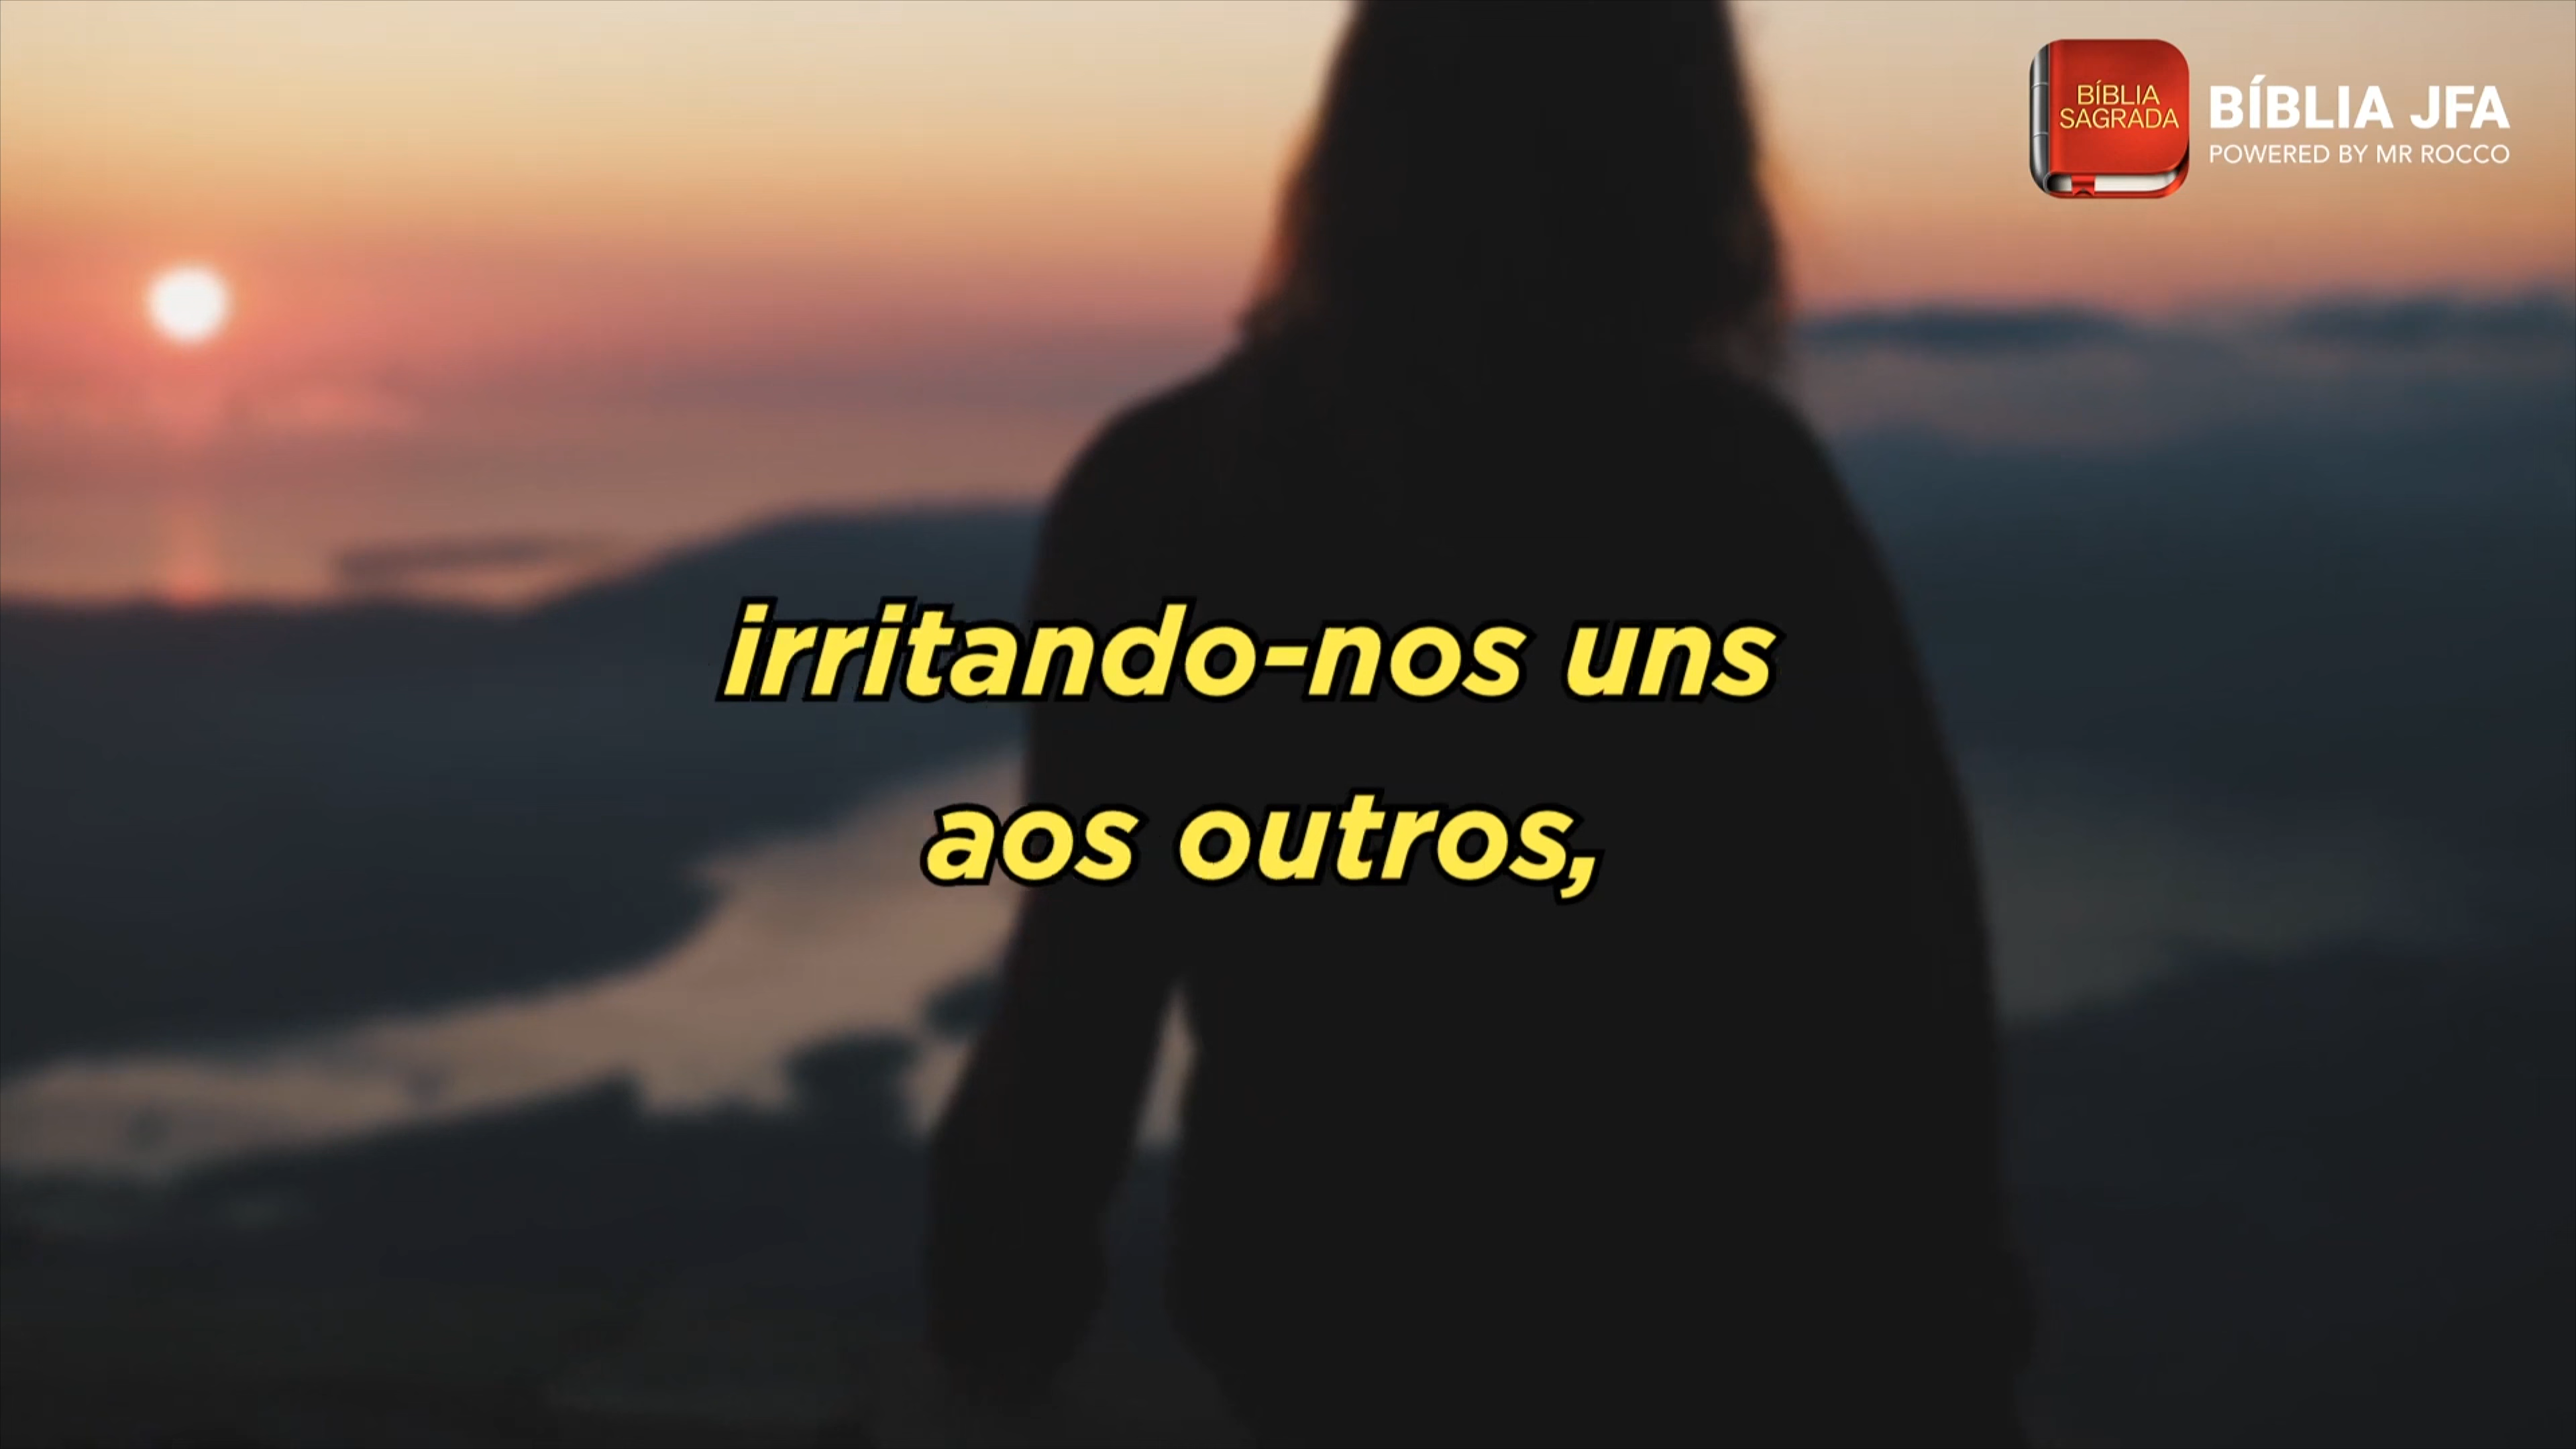 BÍBLIA
SAGRADA
BÍBLIA JFA
POWERED BY MR ROCCO
irritando-nos uns
aos outros,